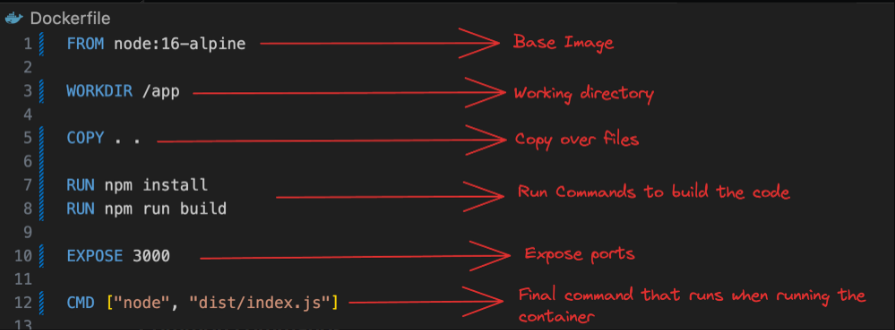 Dockerfile
1 FROM node:16-alpine Base Image
2
3 WORKDIR /app Working directory
4
5 COPY . . Copy over files
6
7 RUN npm install Run Commands to build the code
8 RUN npm run build
9
10 EXPOSE 3000 Expose ports
11
12 CMD ["node", "dist/index.js"] Final command that runs when running the
container
13